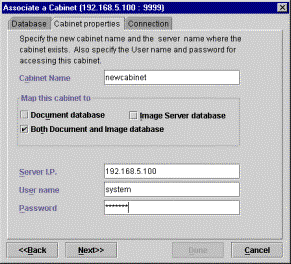 Associate a Cabinet (192.168.5.100 : 9999)
Database Cabinet properties Connection
Specify the new cabinet name and the server name where the
cabinet exists. Also specify the User name and password for
accessing this cabinet.
Cabinet Name newcabinet
Map this cabinet to
Document database Image Server database
Both Document and Image database
Server I.P. 192.168.5.100
User name system
Password *******
<<Back Next>> Done Cancel